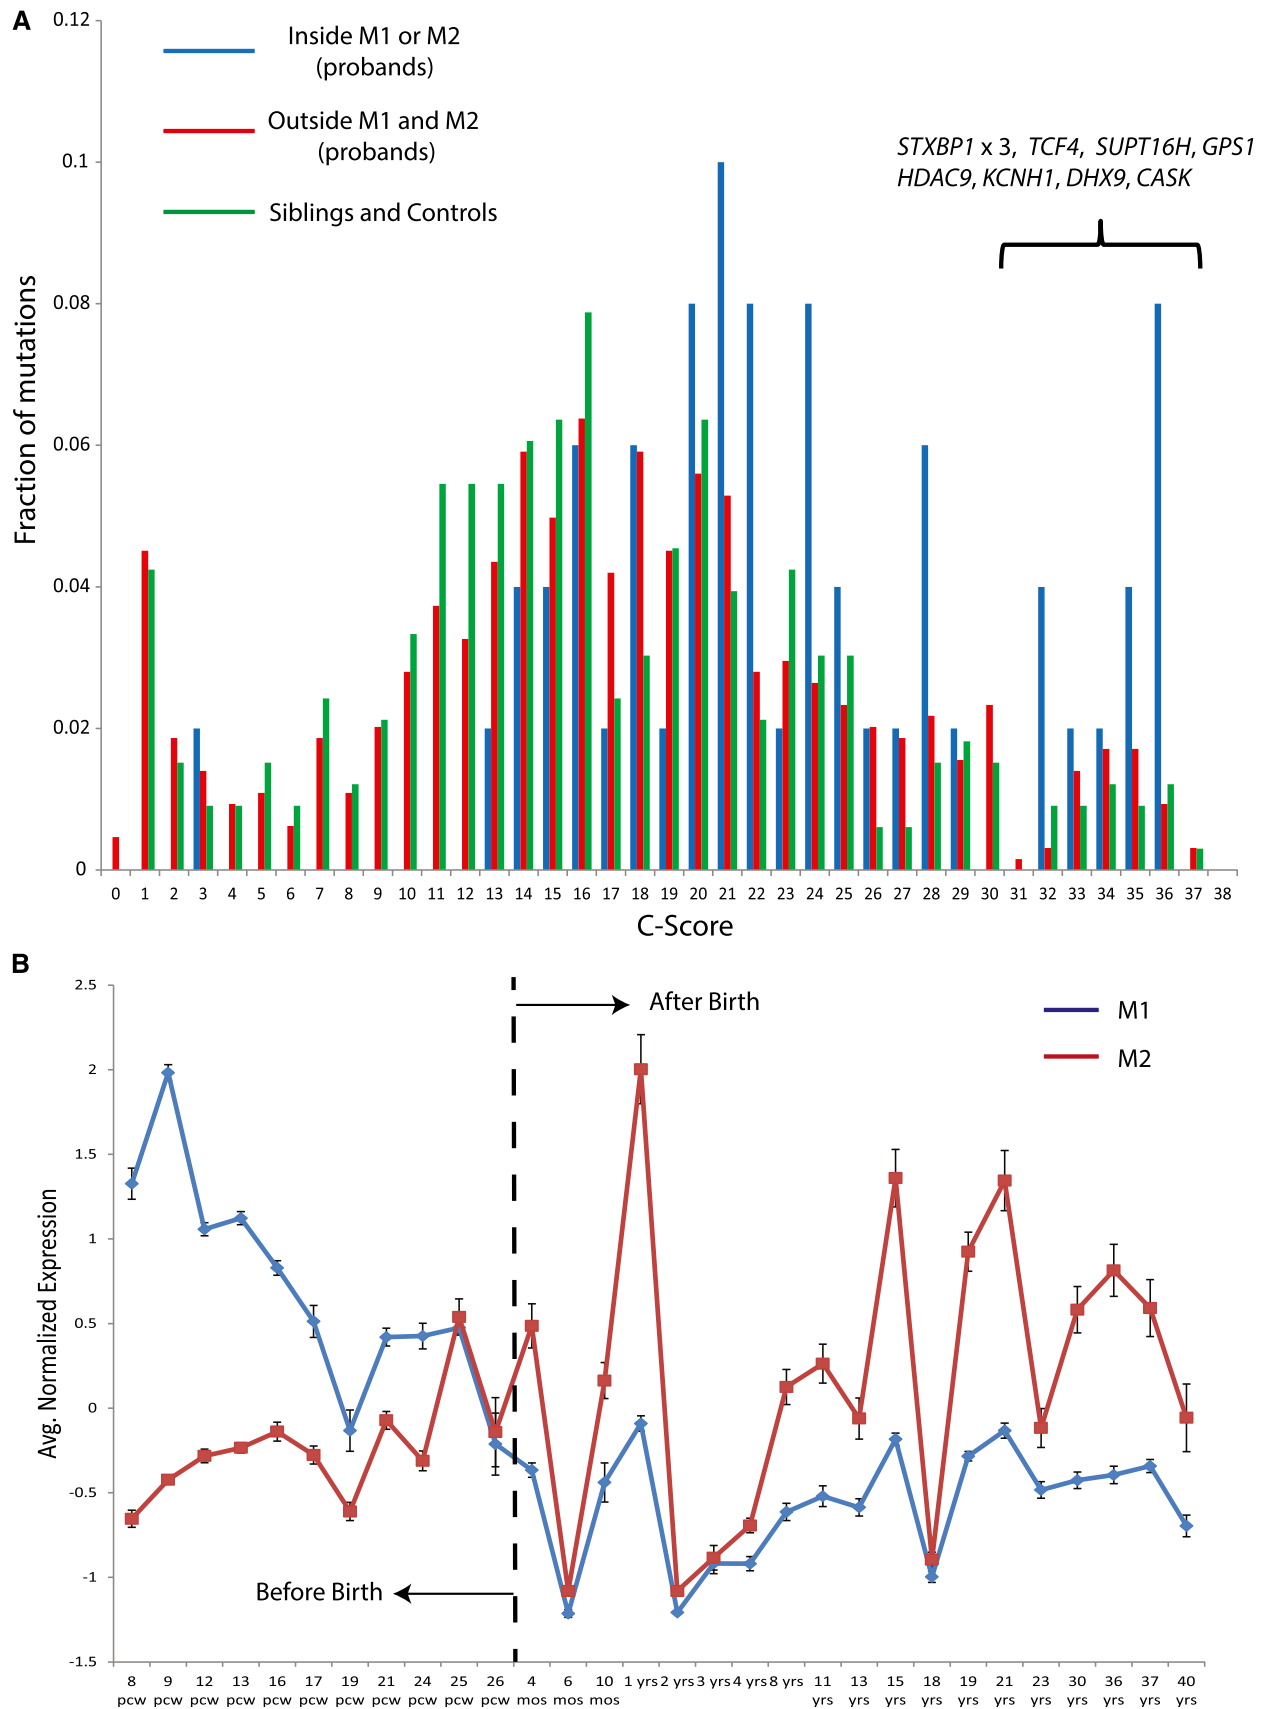 A
0.12
0.1
0.08
0.06
0.04
0.02
0
Fraction of mutations
Inside M1 or M2
(probands)
Outside M1 and M2
(probands)
Siblings and Controls
STXBP1 x 3, TCF4, SUPT16H, GPS1
HDAC9, KCNH1, DHX9, CASK
0 1 2 3 4 5 6 7 8 9 10 11 12 13 14 15 16 17 18 19 20 21 22 23 24 25 26 27 28 29 30 31 32 33 34 35 36 37 38
C-Score
B
2.5
2
1.5
1
0.5
0
-0.5
-1
-1.5
Avg. Normalized Expression
After Birth
Before Birth
M1
M2
8 9 12 13 16 17 19 21 24 25 26 4 6 10 1 yrs 2 yrs 3 yrs 4 yrs 8 yrs 11 13 15 18 19 21 23 30 36 37 40
pcw pcw pcw pcw pcw pcw pcw pcw pcw pcw pcw mos mos mos yrs yrs yrs yrs yrs yrs yrs yrs yrs yrs yrs